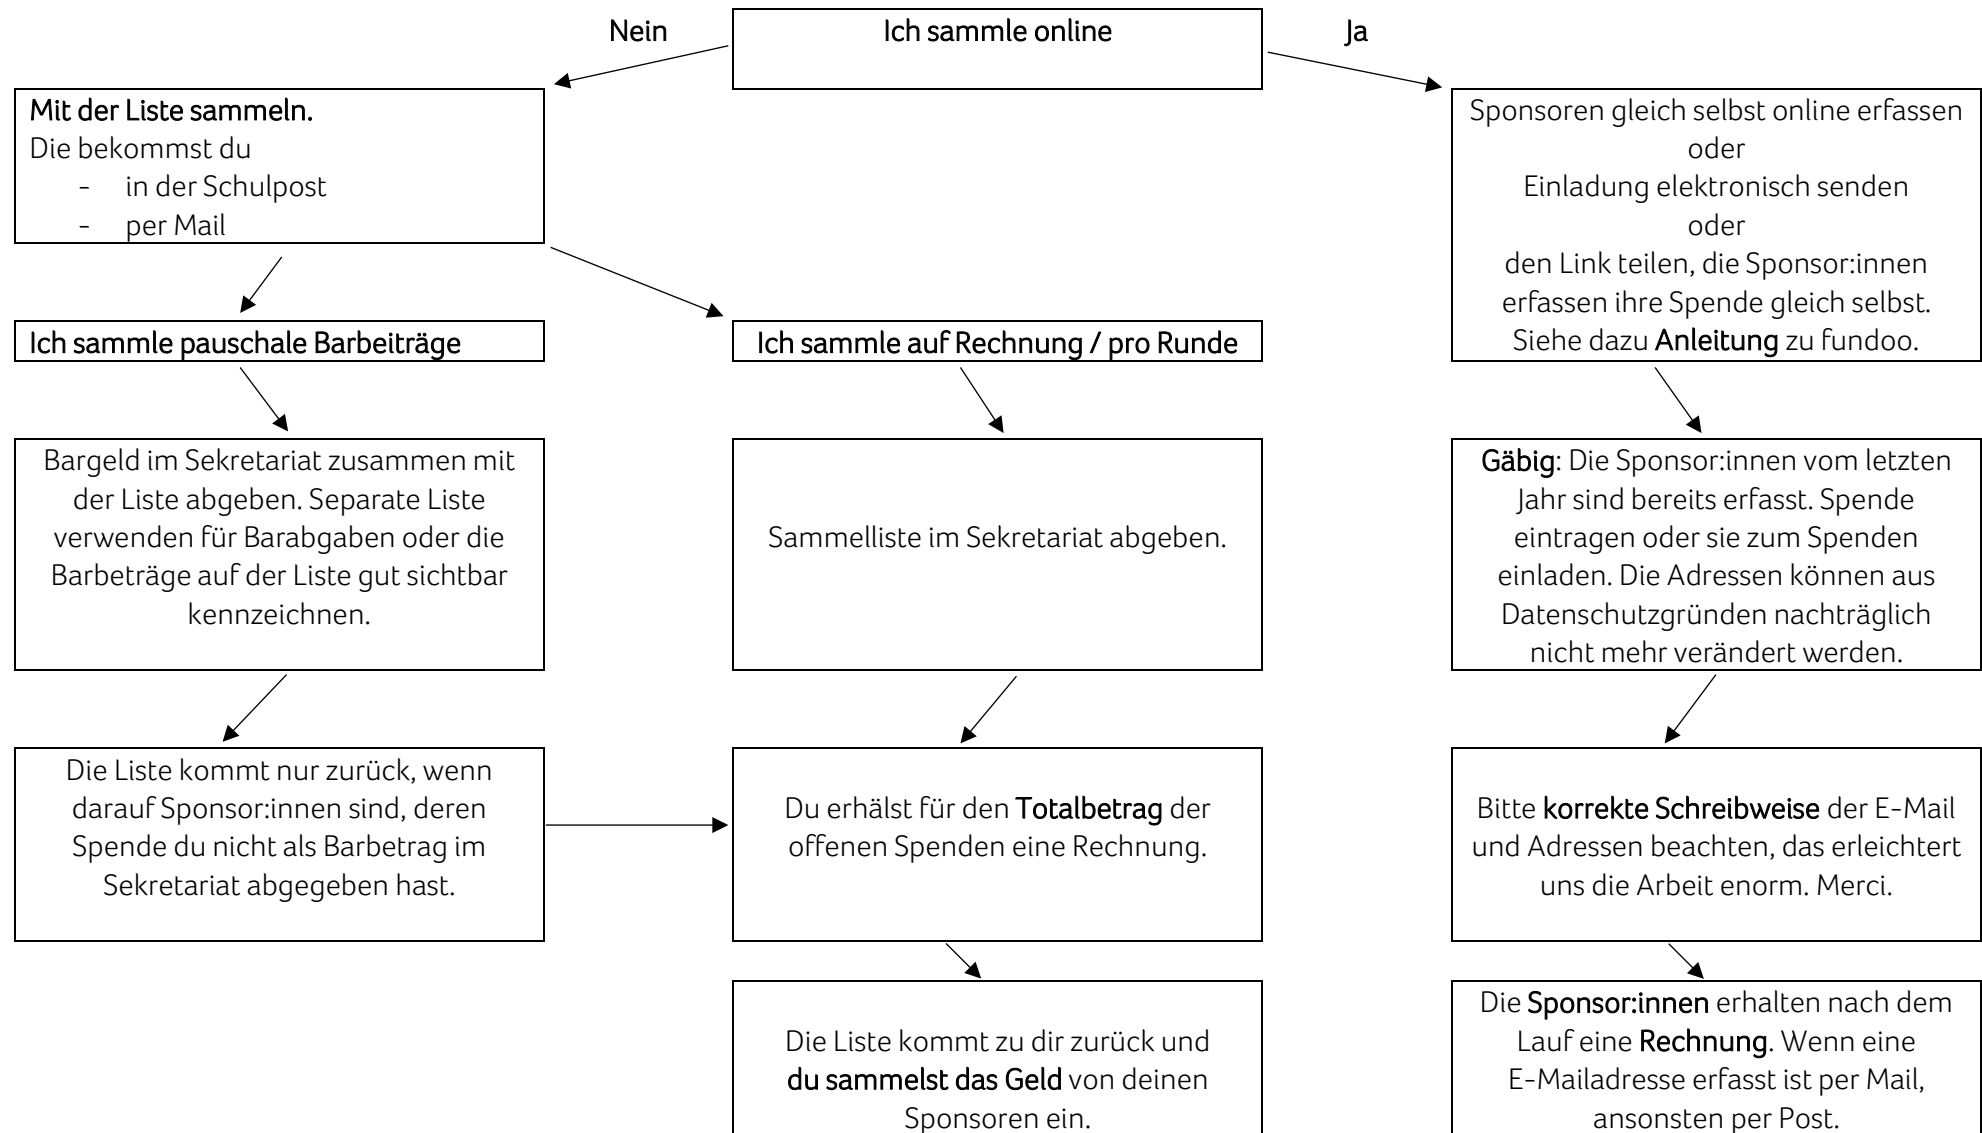 Nein
Ich sammle online
Ja
Mit der Liste sammeln.
Die bekommst du
- in der Schulpost
- per Mail
Sponsoren gleich selbst online erfassen
oder
Einladung elektronisch senden
oder
den Link teilen, die Sponsor:innen
erfassen ihre Spende gleich selbst.
Siehe dazu Anleitung zu fundoo.
Ich sammle pauschale Barbeiträge
Ich sammle auf Rechnung / pro Runde
Bargeld im Sekretariat zusammen mit
der Liste abgeben. Separate Liste
verwenden für Barabgaben oder die
Barbeträge auf der Liste gut sichtbar
kennzeichnen.
Sammelliste im Sekretariat abgeben.
Gäbig: Die Sponsor:innen vom letzten
Jahr sind bereits erfasst. Spende
eintragen oder sie zum Spenden
einladen. Die Adressen können aus
Datenschutzgründen nachträglich
nicht mehr verändert werden.
Die Liste kommt nur zurück, wenn
darauf Sponsor:innen sind, deren
Spende du nicht als Barbetrag im
Sekretariat abgegeben hast.
Du erhälst für den Totalbetrag der
offenen Spenden eine Rechnung.
Bitte korrekte Schreibweise der E-Mail
und Adressen beachten, das erleichtert
uns die Arbeit enorm. Merci.
Die Liste kommt zu dir zurück und
du sammelst das Geld von deinen
Sponsoren ein.
Die Sponsor:innen erhalten nach dem
Lauf eine Rechnung. Wenn eine
E-Mailadresse erfasst ist per Mail,
ansonsten per Post.